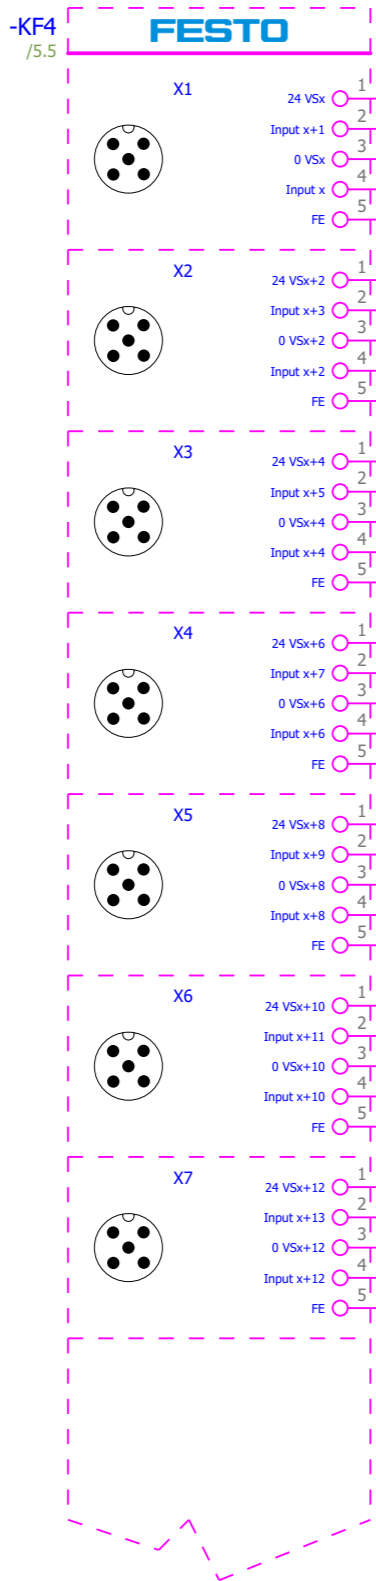 -KF4
FESTO
/5.5
X1
24 VSx 1
Input x+1 2
0 VSx 3
Input x 4
FE 5
X2
24 VSx+2 1
Input x+3 2
0 VSx+2 3
Input x+2 4
FE 5
X3
24 VSx+4 1
Input x+5 2
0 VSx+4 3
Input x+4 4
FE 5
X4
24 VSx+6 1
Input x+7 2
0 VSx+6 3
Input x+6 4
FE 5
X5
24 VSx+8 1
Input x+9 2
0 VSx+8 3
Input x+8 4
FE 5
X6
24 VSx+10 1
Input x+11 2
0 VSx+10 3
Input x+10 4
FE 5
X7
24 VSx+12 1
Input x+13 2
0 VSx+12 3
Input x+12 4
FE 5